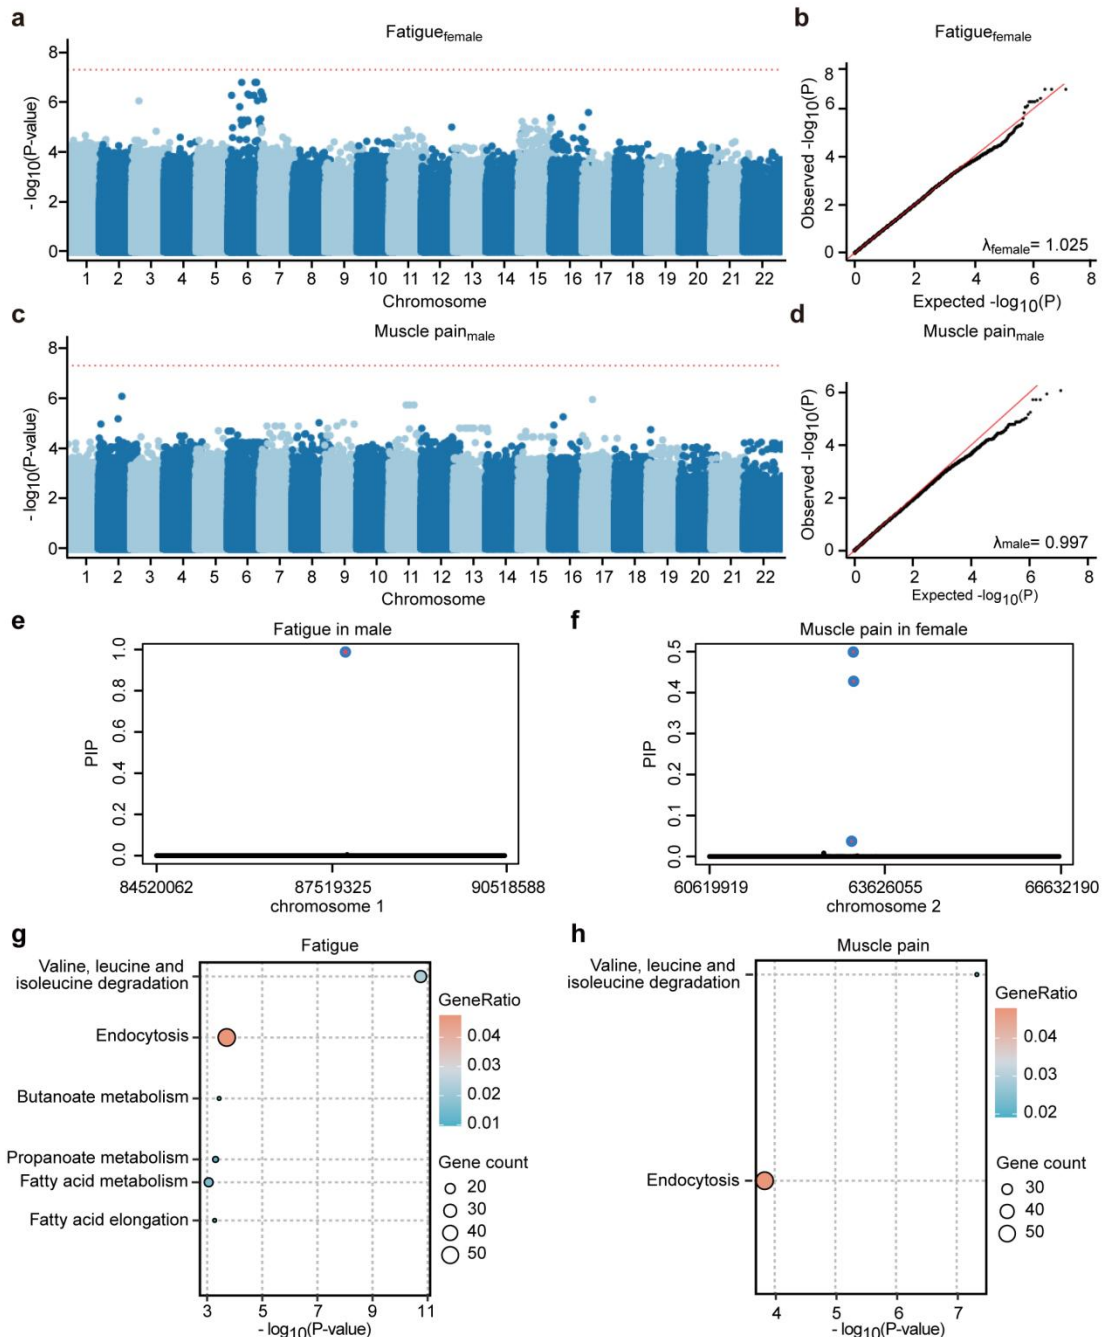 a
Fatiguefemale
8
6
4
2
0
- log10(P-value)
1 2 3 4 5 6 7 8 9 10 11 12 13 14 15 16 17 18 19 20 21 22
Chromosome
b
Fatiguefemale
8
6
4
2
0
Observed -log10(P)
λfemale= 1.025
0 2 4 6 8
Expected -log10(P)
c
Muscle painmale
8
6
4
2
0
- log10(P-value)
1 2 3 4 5 6 7 8 9 10 11 12 13 14 15 16 17 18 19 20 21 22
Chromosome
d
Muscle painmale
6
4
2
0
Observed -log10(P)
λmale= 0.997
0 2 4 6 8
Expected -log10(P)
e
Fatigue in male
1.0
0.8
0.6
0.4
0.2
0.0
PIP
84520062 87519325 90518588
chromosome 1
f
Muscle pain in female
0.5
0.4
0.3
0.2
0.1
0.0
PIP
60619919 63626055 66632190
chromosome 2
g
Fatigue
Valine, leucine and
isoleucine degradation
Endocytosis
Butanoate metabolism
Propanoate metabolism
Fatty acid metabolism
Fatty acid elongation
3 5 7 9 11
- log10(P-value)
GeneRatio
0.04
0.03
0.02
0.01
Gene count
20
30
40
50
h
Muscle pain
Valine, leucine and
isoleucine degradation
Endocytosis
4 5 6 7
- log10(P-value)
GeneRatio
0.04
0.03
0.02
Gene count
30
40
50